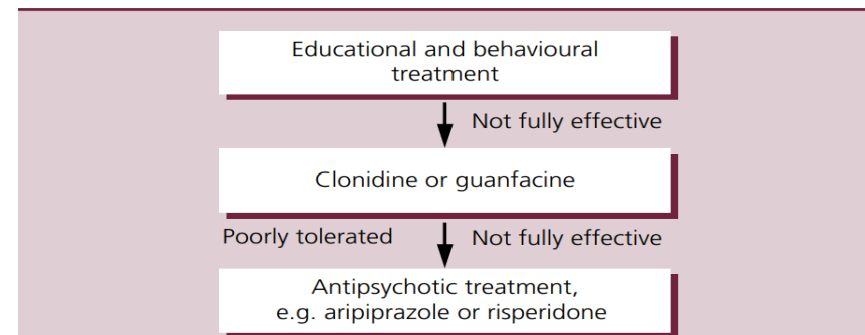 Educational and behavioural
treatment
Not fully effective
Clonidine or guanfacine
Poorly tolerated
Not fully effective
Antipsychotic treatment,
e.g. aripiprazole or risperidone